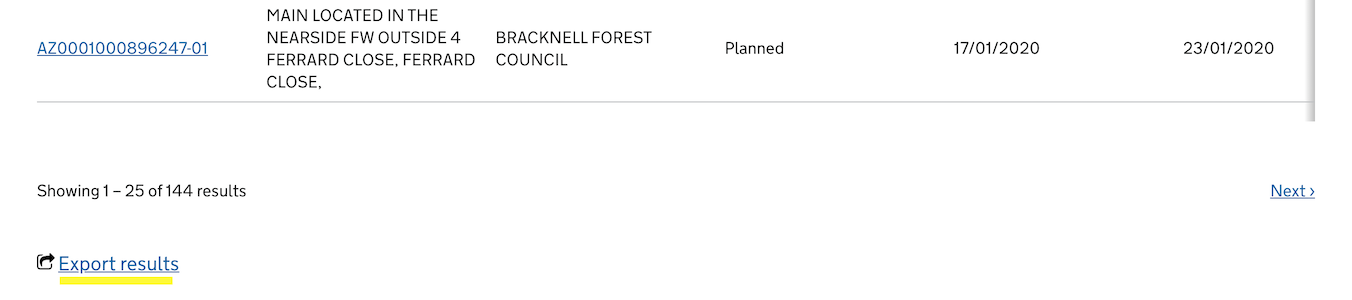 MAIN LOCATED IN THE
NEARSIDE FW OUTSIDE 4
FERRARD CLOSE, FERRARD
CLOSE,
AZ0001000896247-01
BRACKNELL FOREST
COUNCIL
Planned
17/01/2020
23/01/2020
Showing 1 – 25 of 144 results
Next ›
Export results